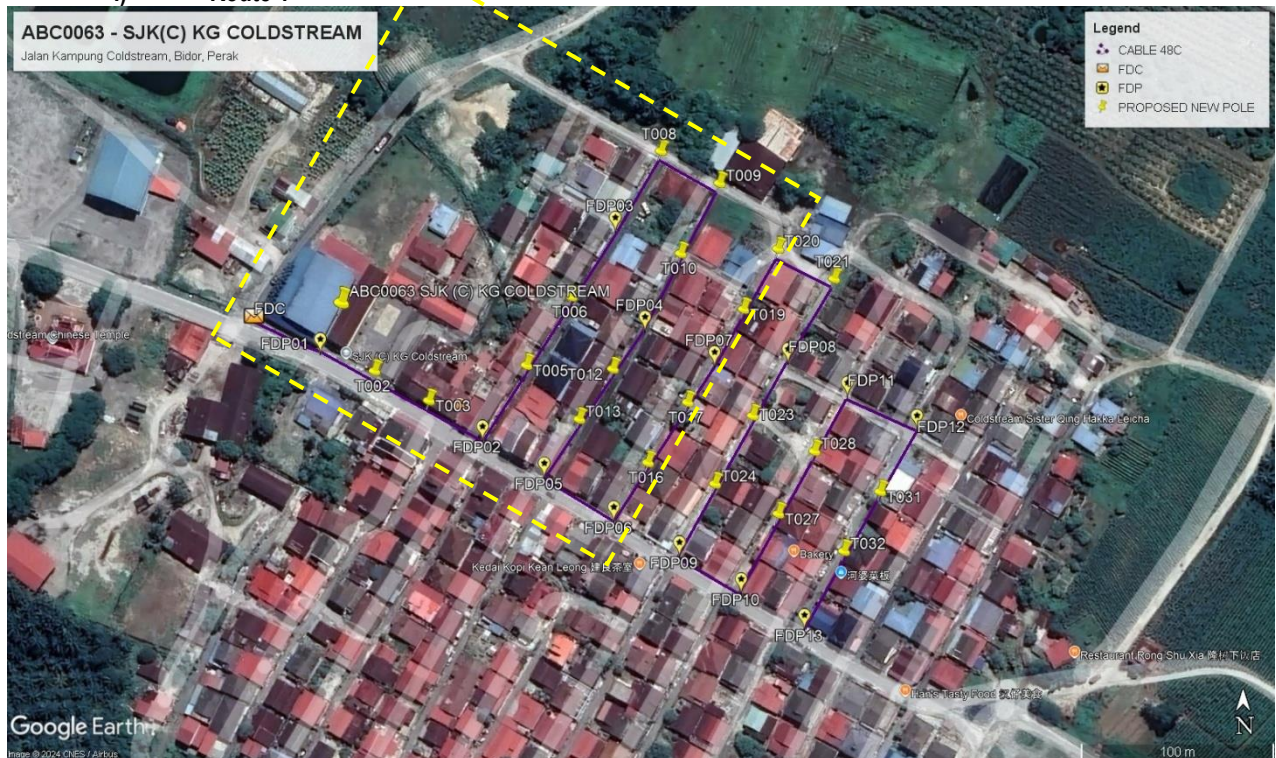 ABC0063 - SJK(C) KG COLDSTREAM
Jalan Kampung Coldstream, Bidor, Perak
Legend
CABLE 48C
FDC
FDP
PROPOSED NEW POLE
T008
T009
FDP03
T020
T010
T021
ABC0063 SJK (C) KG COLDSTREAM
FDC
T006
FDP04
T019
FDP01
SJK (C) KG Coldstream
FDP07
FDP08
T005
T012
T002
FDP11
T003
T013
T023
Coldstream Sister Qing Hakka Leicha
FDP12
FDP02
T028
FDP05
T016
T024
T031
T027
FDP06
T032
Kedai Kopi Kean Leong
FDP09
Bakery
河婆菜板
FDP10
FDP13
Restaurant Rong Shu Xia
Tasty Food
Google Earth
Image © 2024 CNES / Airbus
100 m
N